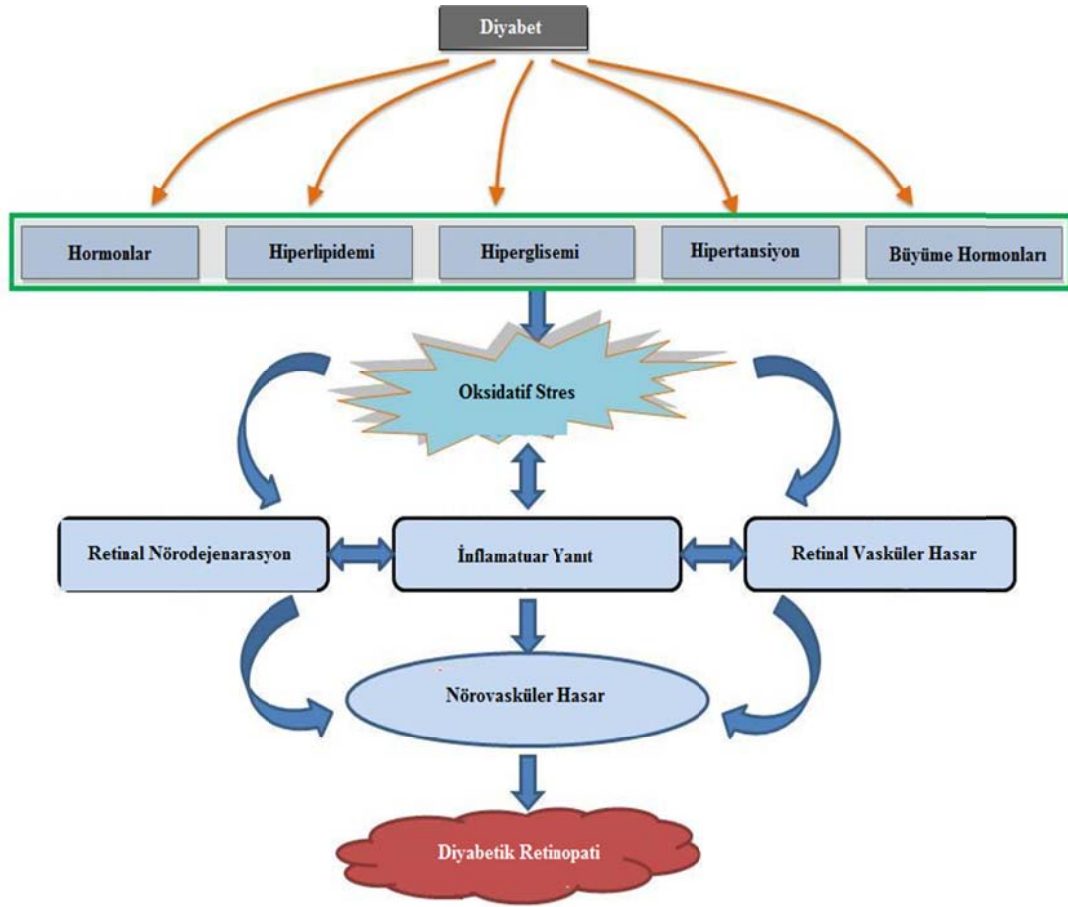 Diyabet
Hormonlar
Hiperlipidemi
Hiperglisemi
Hipertansiyon
Büyüme Hormonları
Oksidatif Stres
Retinal Nörodejenarasyon
İnflamatuar Yanıt
Retinal Vasküler Hasar
Nörovasküler Hasar
Diyabetik Retinopati